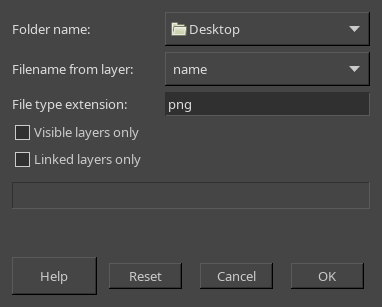 Folder name: Desktop
Filename from layer: name
File type extension: png
Visible layers only
Linked layers only
Help Reset Cancel OK